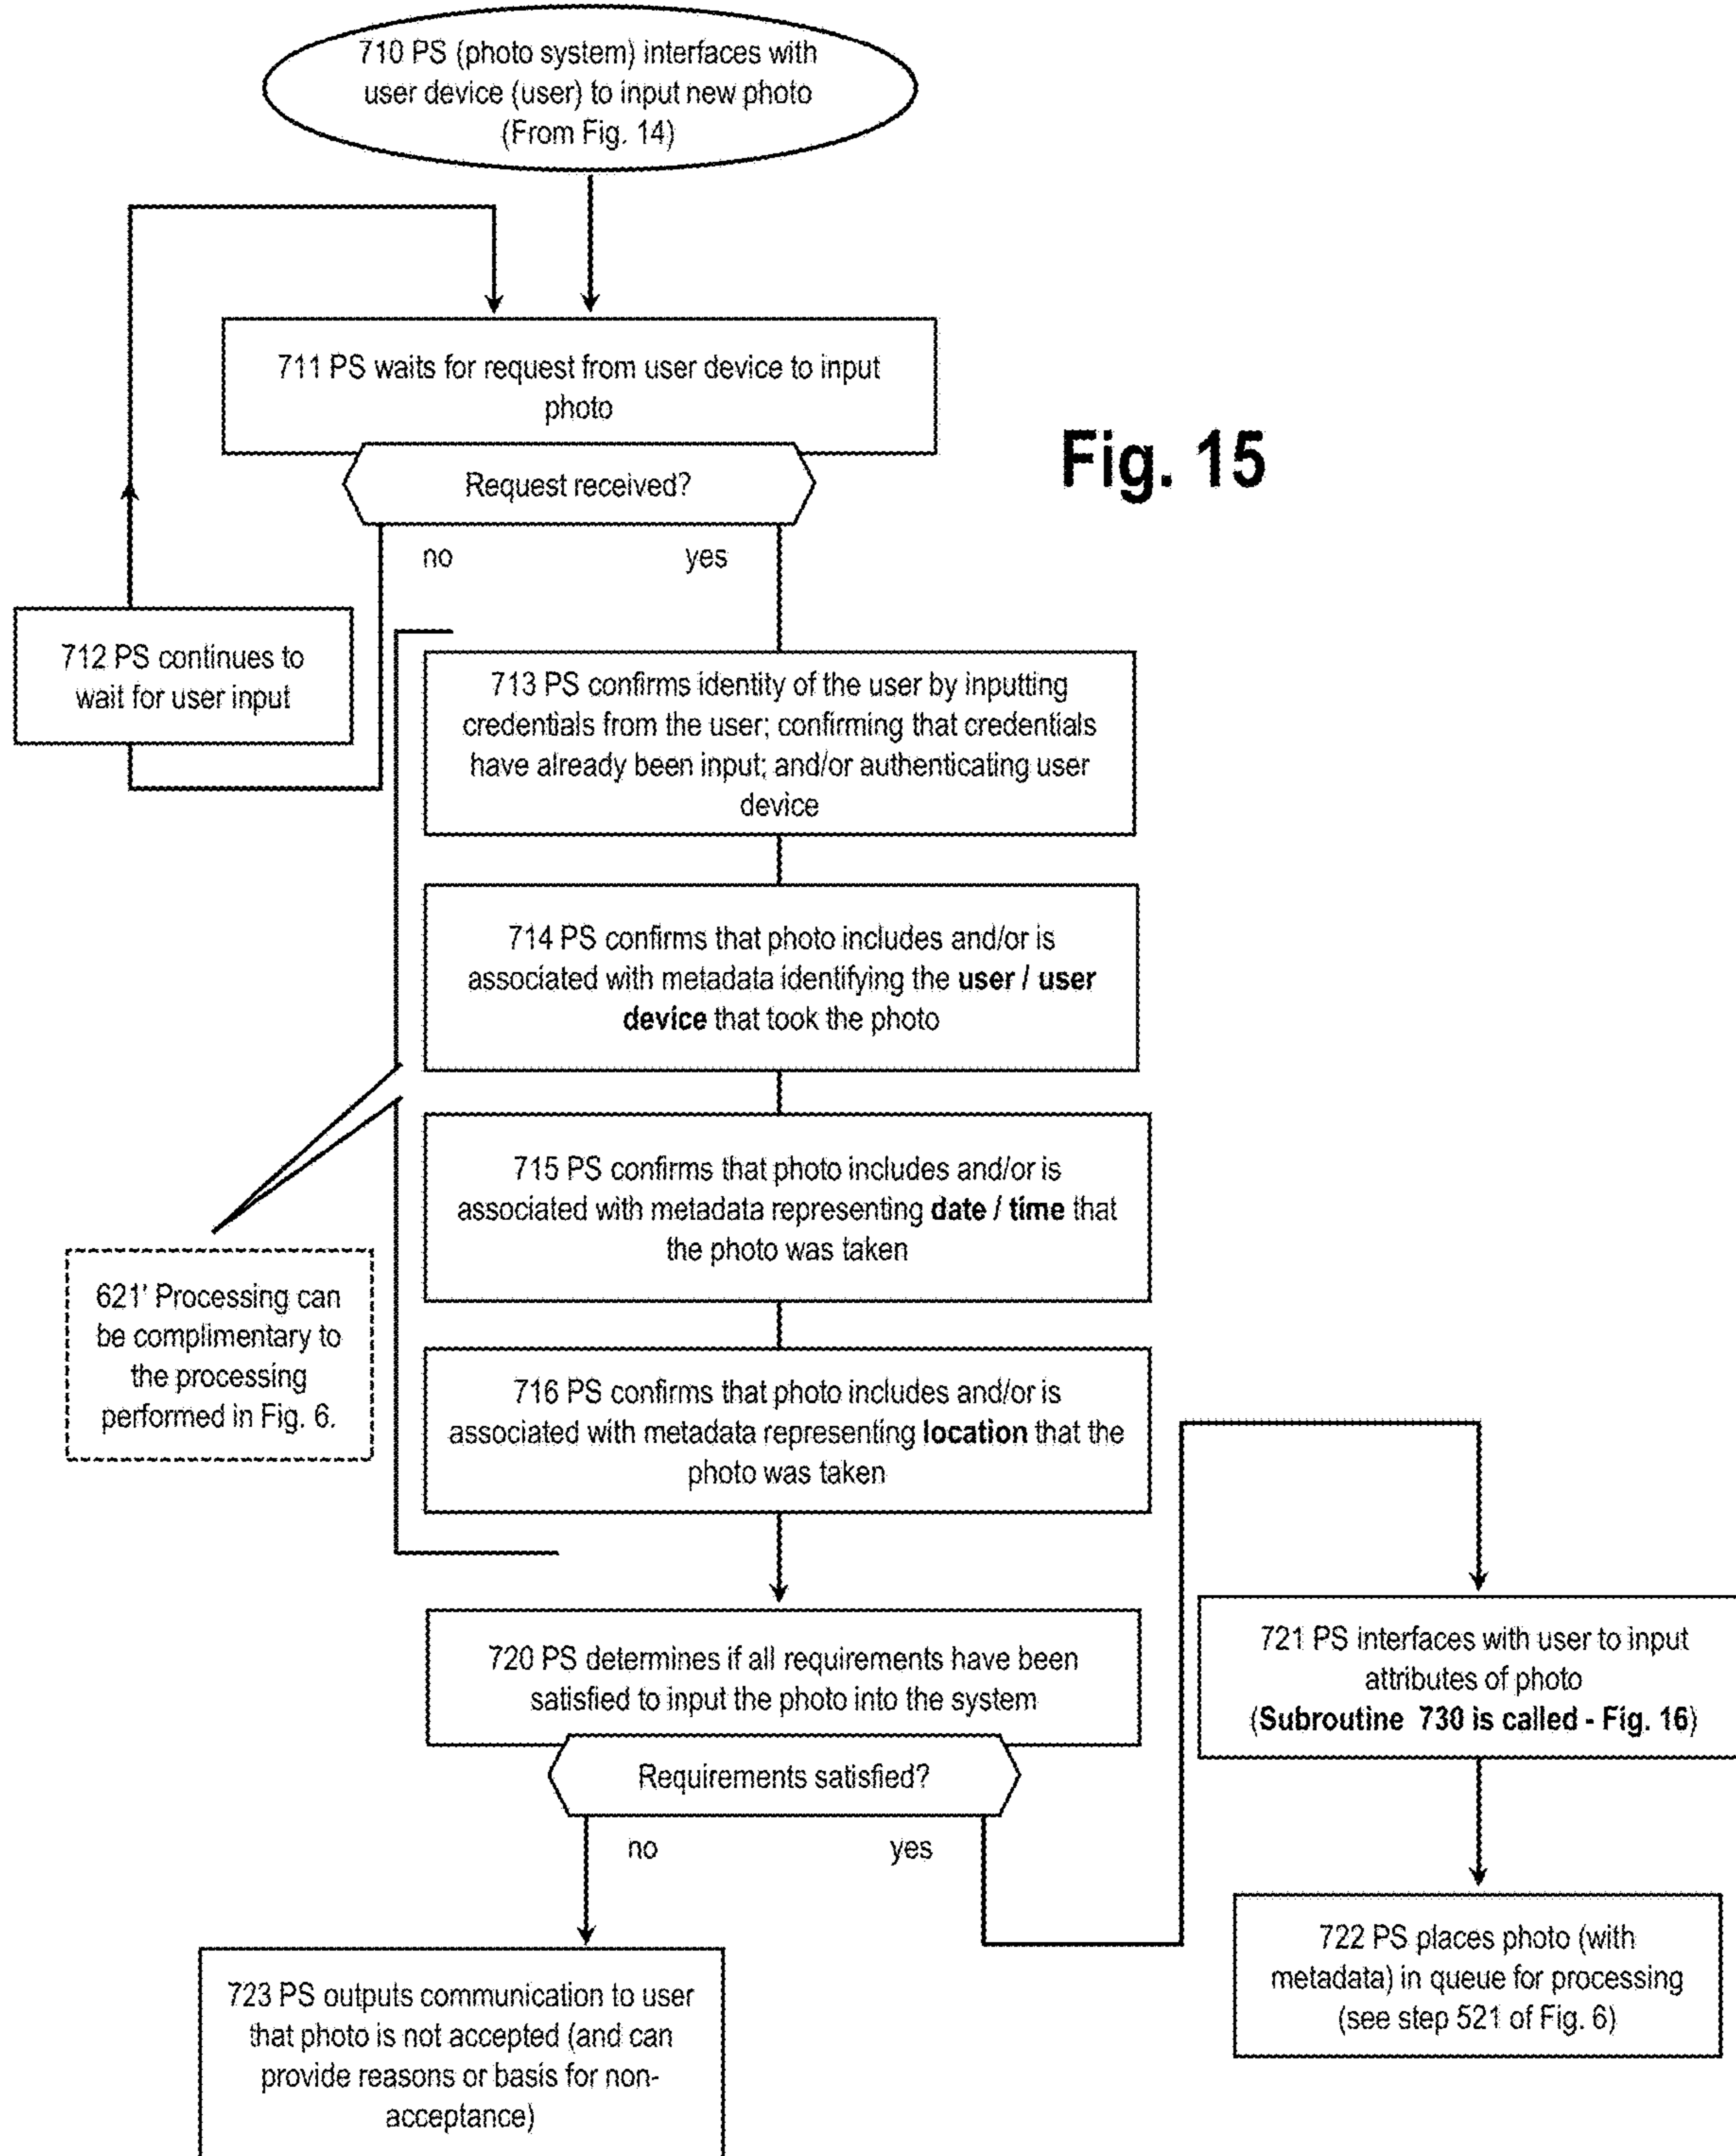 710 PS (photo system) interfaces with
user device (user) to input new photo
(From Fig. 14)
711 PS waits for request from user device to input
photo
Fig. 15
Request received?
no
yes
712 PS continues to
wait for user input
713 PS confirms identity of the user by inputting
credentials from the user; confirming that credentials
have already been input; and/or authenticating user
device
714 PS confirms that photo includes and/or is
associated with metadata identifying the user / user
device that took the photo
715 PS confirms that photo includes and/or is
associated with metadata representing date / time that
the photo was taken
621' Processing can
be complimentary to
the processing
performed in Fig. 6.
716 PS confirms that photo includes and/or is
associated with metadata representing location that the
photo was taken
720 PS determines if all requirements have been
satisfied to input the photo into the system
Requirements satisfied?
no
yes
721 PS interfaces with user to input
attributes of photo
(Subroutine 730 is called - Fig. 16)
722 PS places photo (with
metadata) in queue for processing
(see step 521 of Fig. 6)
723 PS outputs communication to user
that photo is not accepted (and can
provide reasons or basis for non-
acceptance)